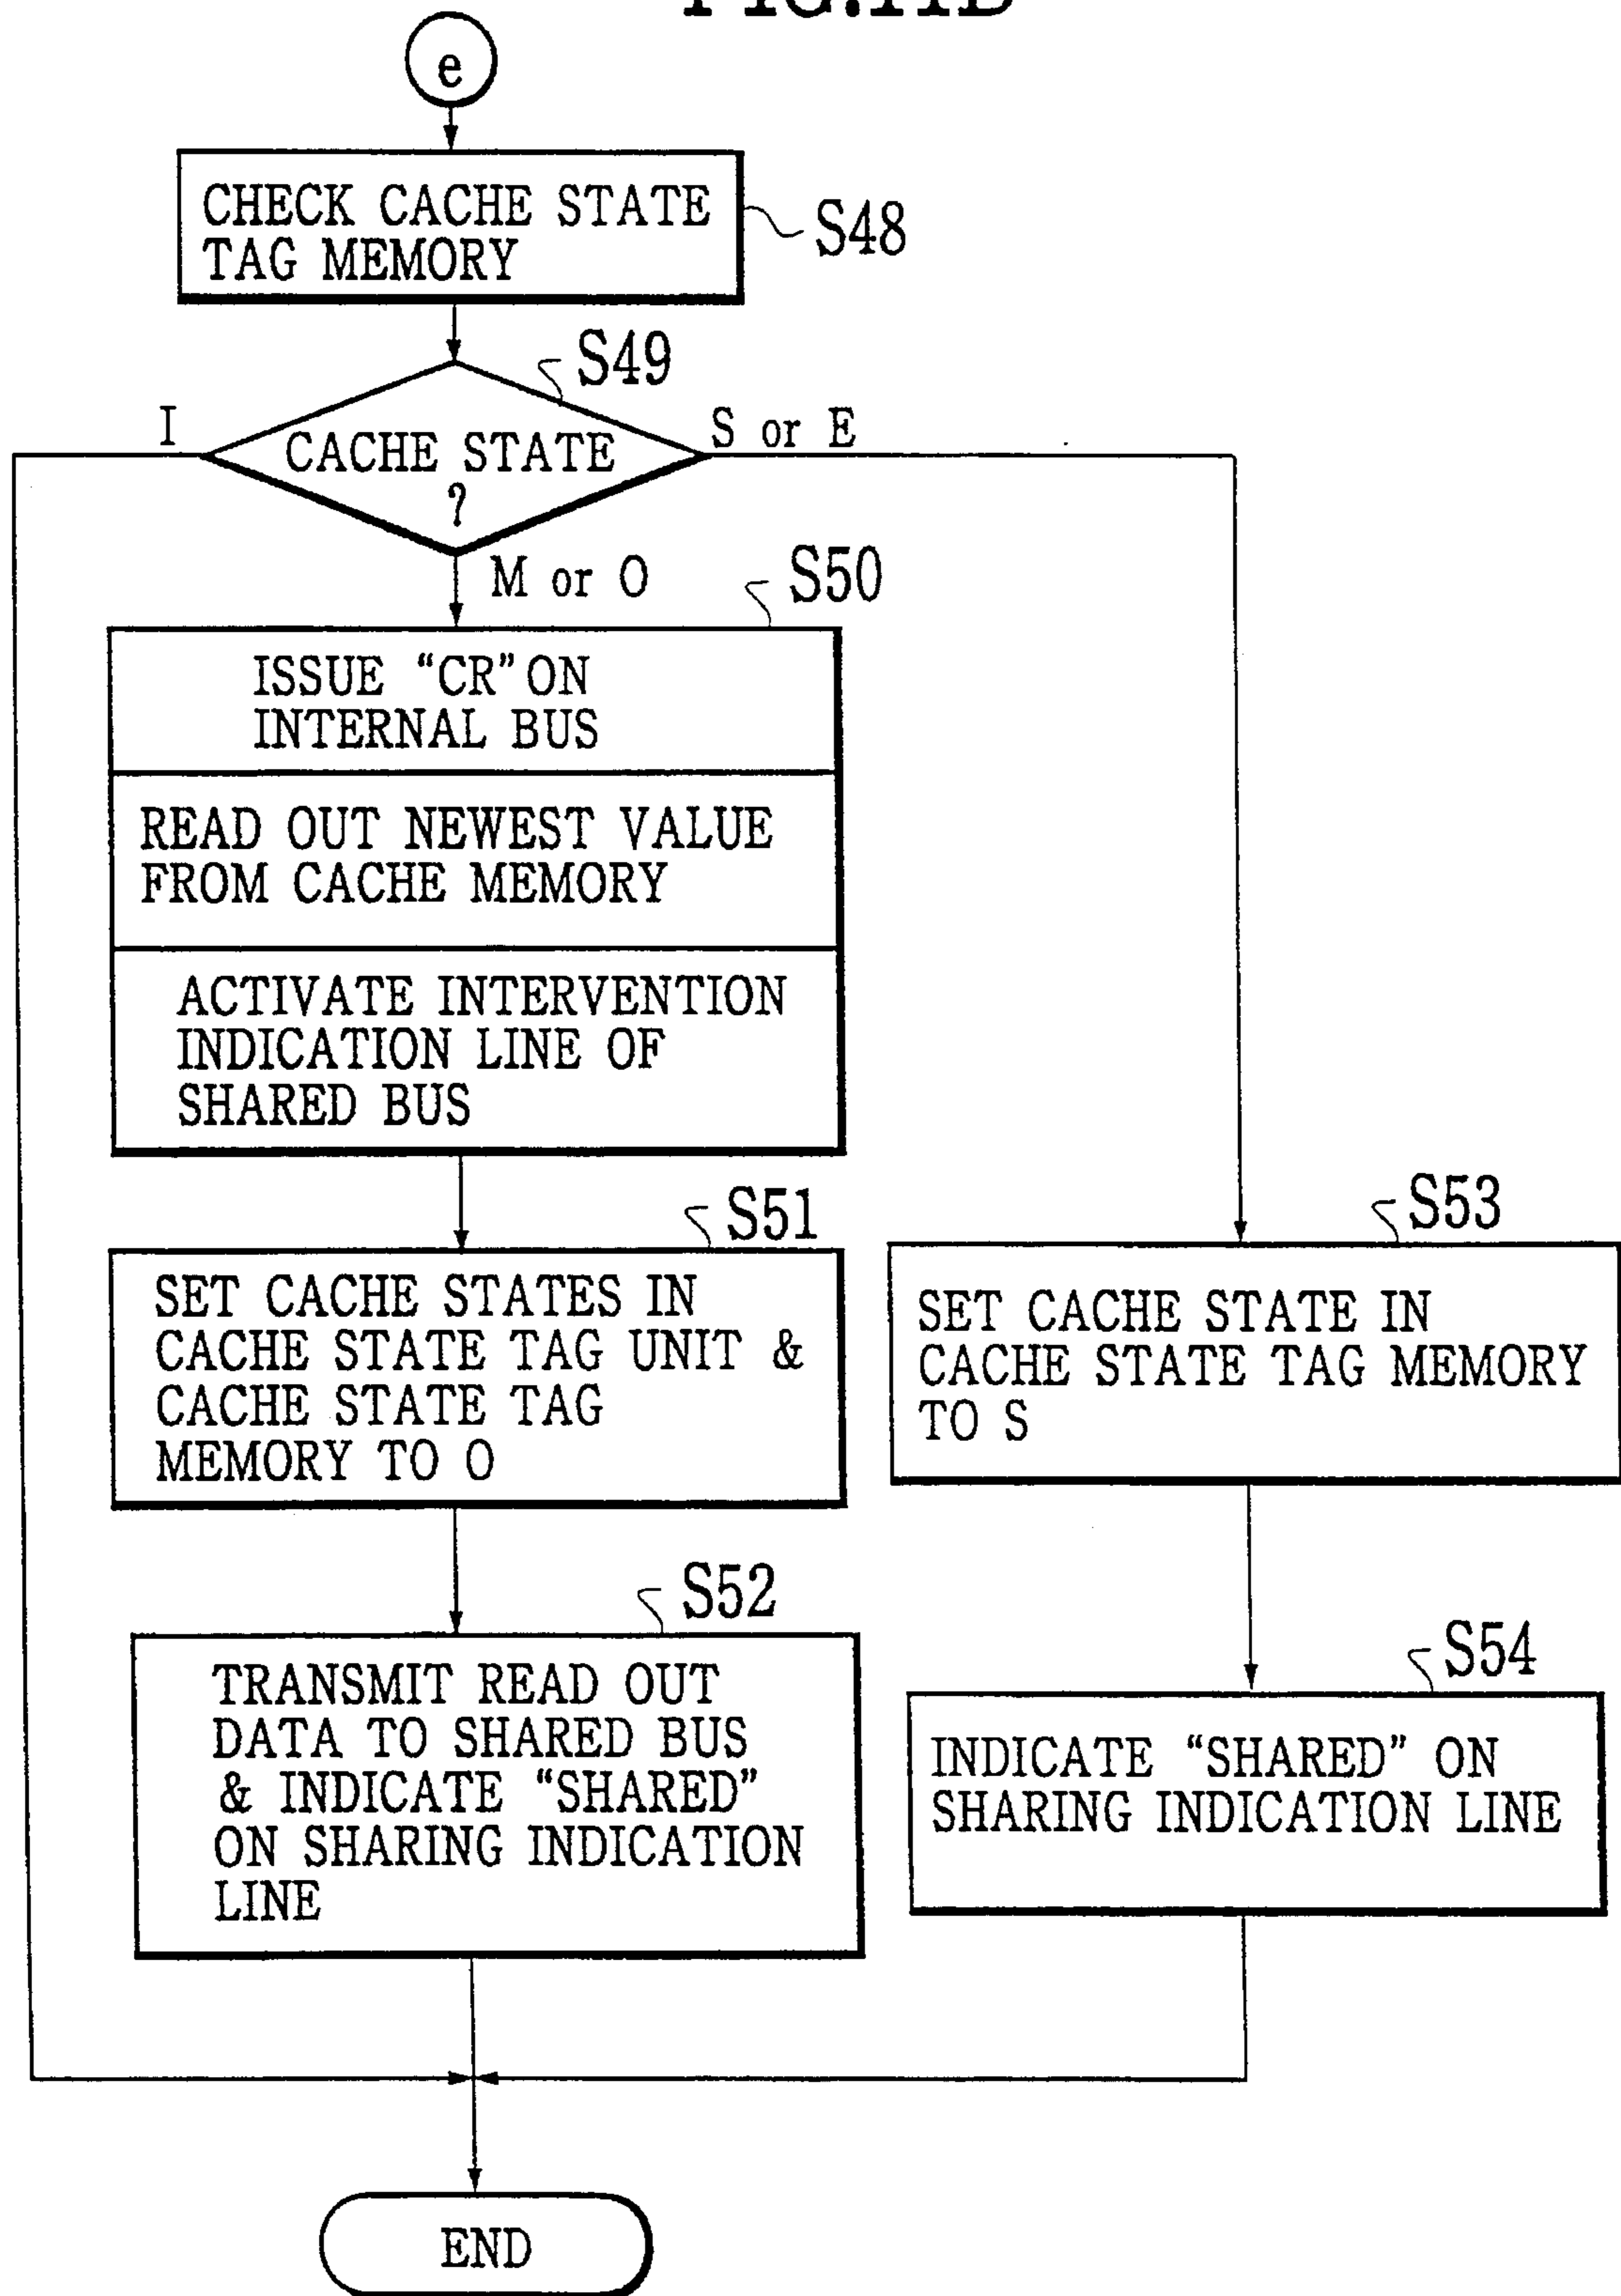 e
CHECK CACHE STATE
TAG MEMORY
S48
S49
I
CACHE STATE
?
S or E
M or O
S50
ISSUE “CR” ON
INTERNAL BUS
READ OUT NEWEST VALUE
FROM CACHE MEMORY
ACTIVATE INTERVENTION
INDICATION LINE OF
SHARED BUS
S51
SET CACHE STATES IN
CACHE STATE TAG UNIT &
CACHE STATE TAG
MEMORY TO O
S53
SET CACHE STATE IN
CACHE STATE TAG MEMORY
TO S
S52
TRANSMIT READ OUT
DATA TO SHARED BUS
& INDICATE “SHARED”
ON SHARING INDICATION
LINE
S54
INDICATE “SHARED” ON
SHARING INDICATION LINE
END